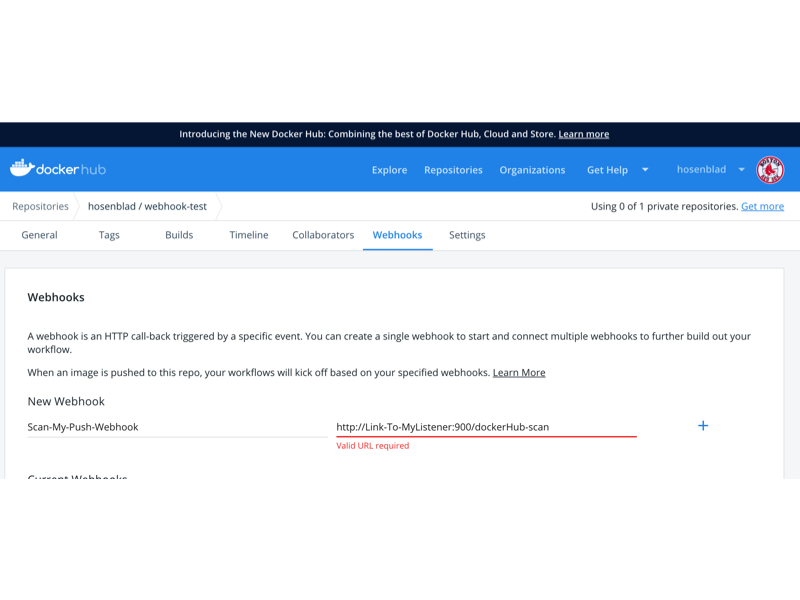 Introducing the New Docker Hub: Combining the best of Docker Hub, Cloud and Store. Learn more
docker hub Explore Repositories Organizations Get Help hosenblad BOSTON RED SOX
Repositories hosenblad / webhook-test Using 0 of 1 private repositories. Get more
General Tags Builds Timeline Collaborators Webhooks Settings
Webhooks
A webhook is an HTTP call-back triggered by a specific event. You can create a single webhook to start and connect multiple webhooks to further build out your
workflow.
When an image is pushed to this repo, your workflows will kick off based on your specified webhooks. Learn More
New Webhook
Scan-My-Push-Webhook http://Link-To-MyListener:900/dockerHub-scan +
Valid URL required
Current Webhooks